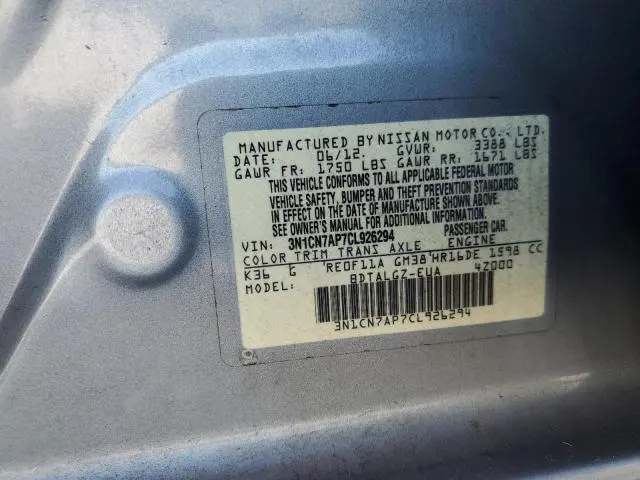 MANUFACTURED BY NISSAN MOTOR CO., LTD.
DATE: 06/12. GVWR: 3388 LBS
GAWR FR: 1750 LBS GAWR RR: 1671 LBS
THIS VEHICLE CONFORMS TO ALL APPLICABLE FEDERAL MOTOR
VEHICLE SAFETY, BUMPER AND THEFT PREVENTION STANDARDS
IN EFFECT ON THE DATE OF MANUFACTURE SHOWN ABOVE.
SEE OWNER'S MANUAL FOR ADDITIONAL INFORMATION
VIN: 3N1CN7AP7CL926294 PASSENGER CAR.
COLOR TRIM TRANS AXLE ENGINE
K36 G RE0F11A GM38 HR16DE 1598 CC
BDTALGZ-EUA 4Z000
3N1CN7AP7CL926294